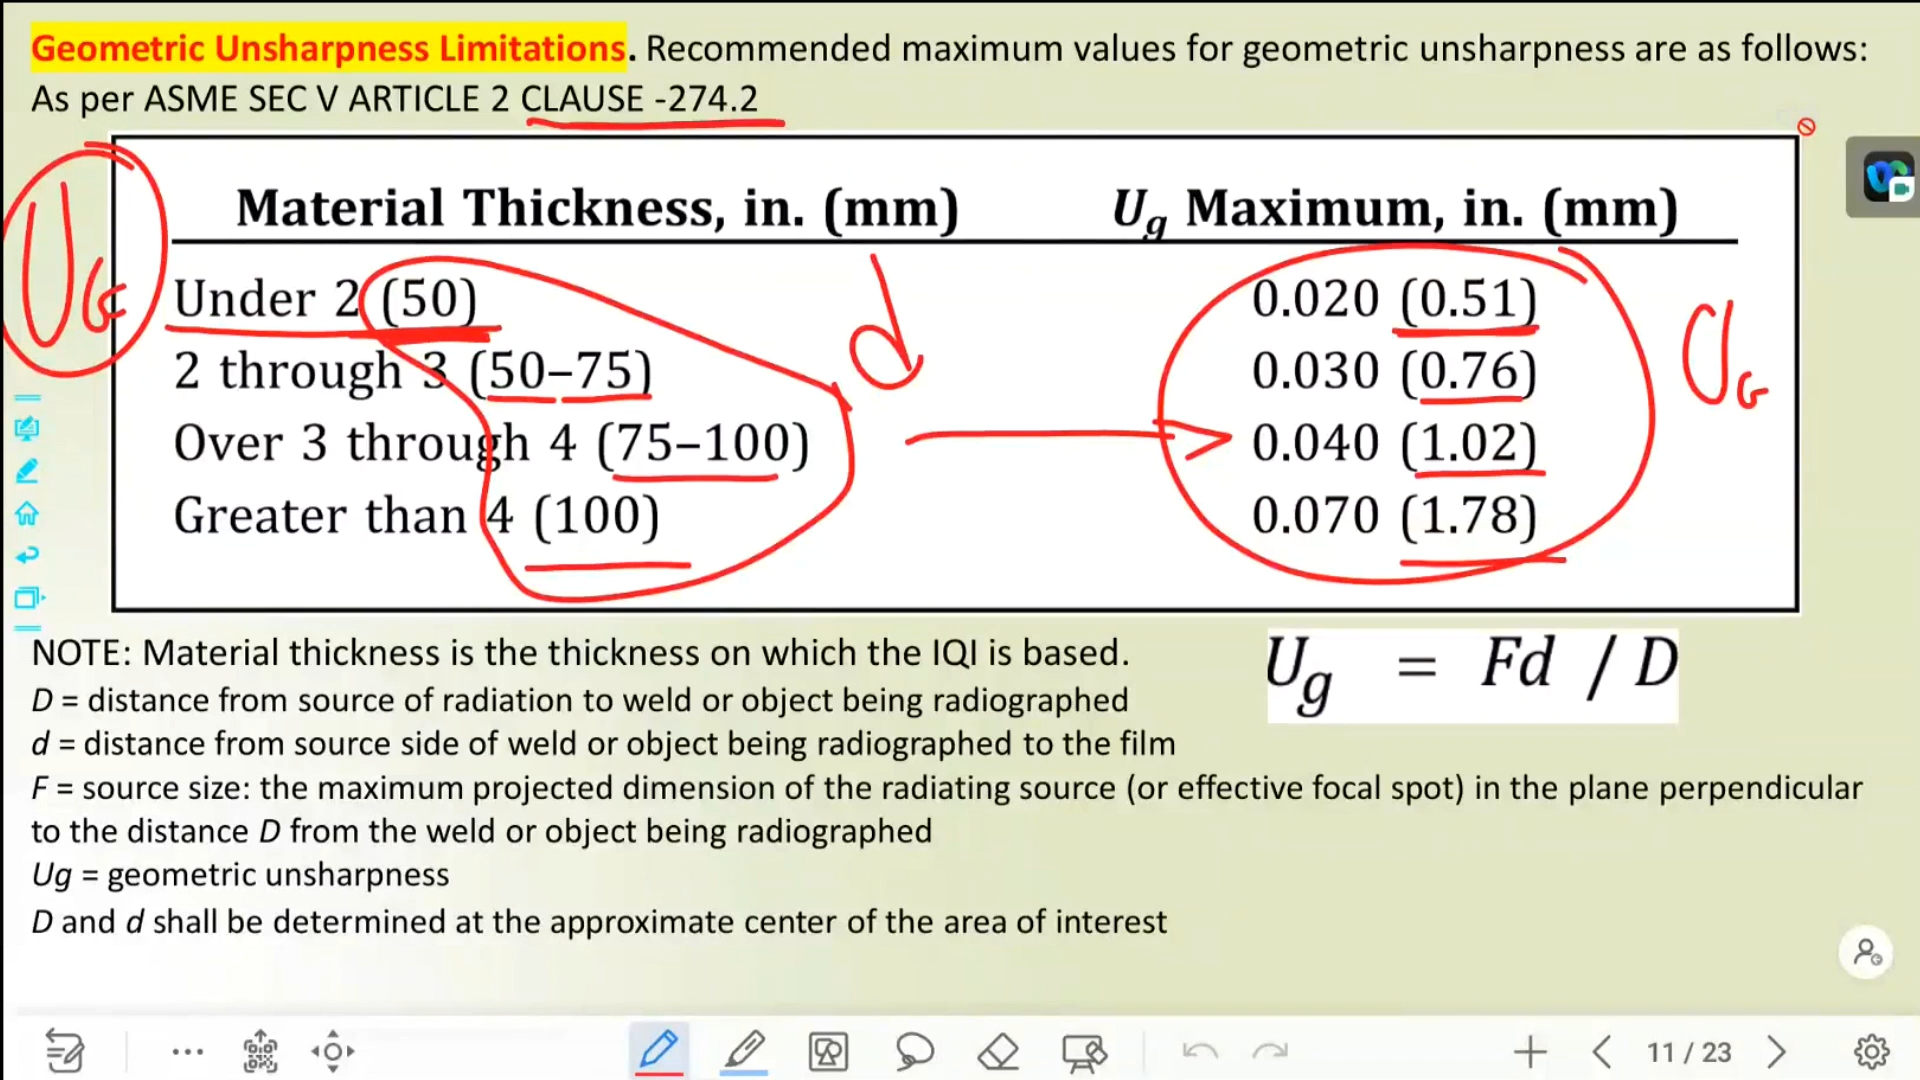 Geometric Unsharpness Limitations. Recommended maximum values for geometric unsharpness are as follows:
As per ASME SEC V ARTICLE 2 CLAUSE -274.2
UG
Material Thickness, in. (mm) Ug Maximum, in. (mm)
Under 2 (50) 0.020 (0.51)
2 through 3 (50–75) 0.030 (0.76)
Over 3 through 4 (75–100) 0.040 (1.02)
Greater than 4 (100) 0.070 (1.78)
d
UG
NOTE: Material thickness is the thickness on which the IQI is based.
Ug = Fd / D
D = distance from source of radiation to weld or object being radiographed
d = distance from source side of weld or object being radiographed to the film
F = source size: the maximum projected dimension of the radiating source (or effective focal spot) in the plane perpendicular
to the distance D from the weld or object being radiographed
Ug = geometric unsharpness
D and d shall be determined at the approximate center of the area of interest
11 / 23